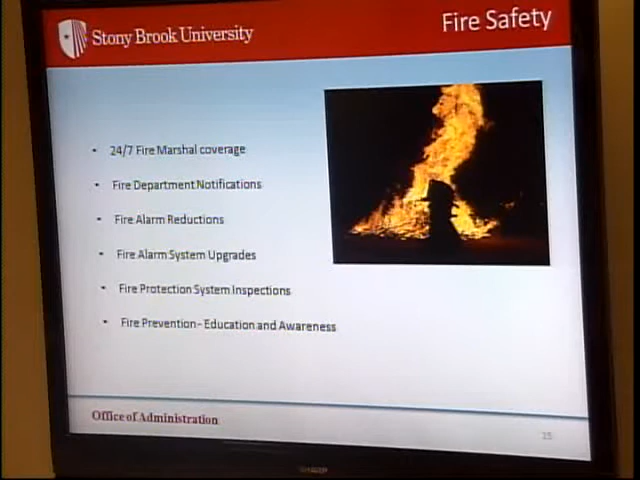 Stony Brook University
Fire Safety
• 24/7 Fire Marshal coverage
• Fire Department Notifications
• Fire Alarm Reductions
• Fire Alarm System Upgrades
• Fire Protection System Inspections
• Fire Prevention - Education and Awareness
Office of Administration